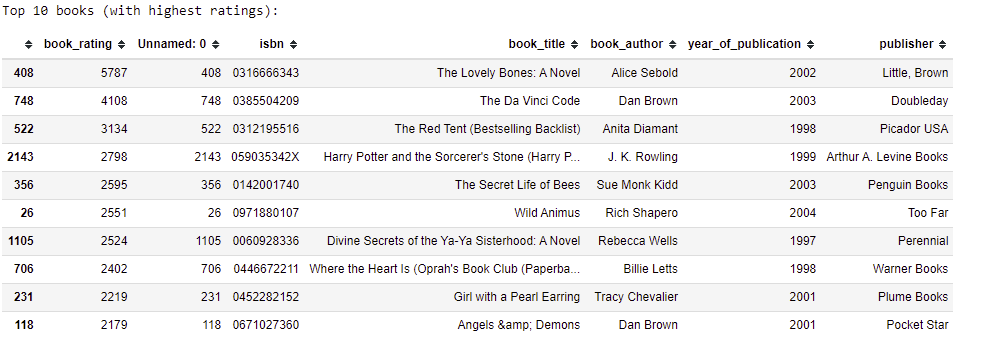 Top 10 books (with highest ratings):
book_rating Unnamed: 0 isbn book_title book_author year_of_publication publisher
408 5787 408 0316666343 The Lovely Bones: A Novel Alice Sebold 2002 Little, Brown
748 4108 748 0385504209 The Da Vinci Code Dan Brown 2003 Doubleday
522 3134 522 0312195516 The Red Tent (Bestselling Backlist) Anita Diamant 1998 Picador USA
2143 2798 2143 059035342X Harry Potter and the Sorcerer's Stone (Harry P... J. K. Rowling 1999 Arthur A. Levine Books
356 2595 356 0142001740 The Secret Life of Bees Sue Monk Kidd 2003 Penguin Books
26 2551 26 0971880107 Wild Animus Rich Shapero 2004 Too Far
1105 2524 1105 0060928336 Divine Secrets of the Ya-Ya Sisterhood: A Novel Rebecca Wells 1997 Perennial
706 2402 706 0446672211 Where the Heart Is (Oprah's Book Club (Paperba... Billie Letts 1998 Warner Books
231 2219 231 0452282152 Girl with a Pearl Earring Tracy Chevalier 2001 Plume Books
118 2179 118 0671027360 Angels &amp; Demons Dan Brown 2001 Pocket Star